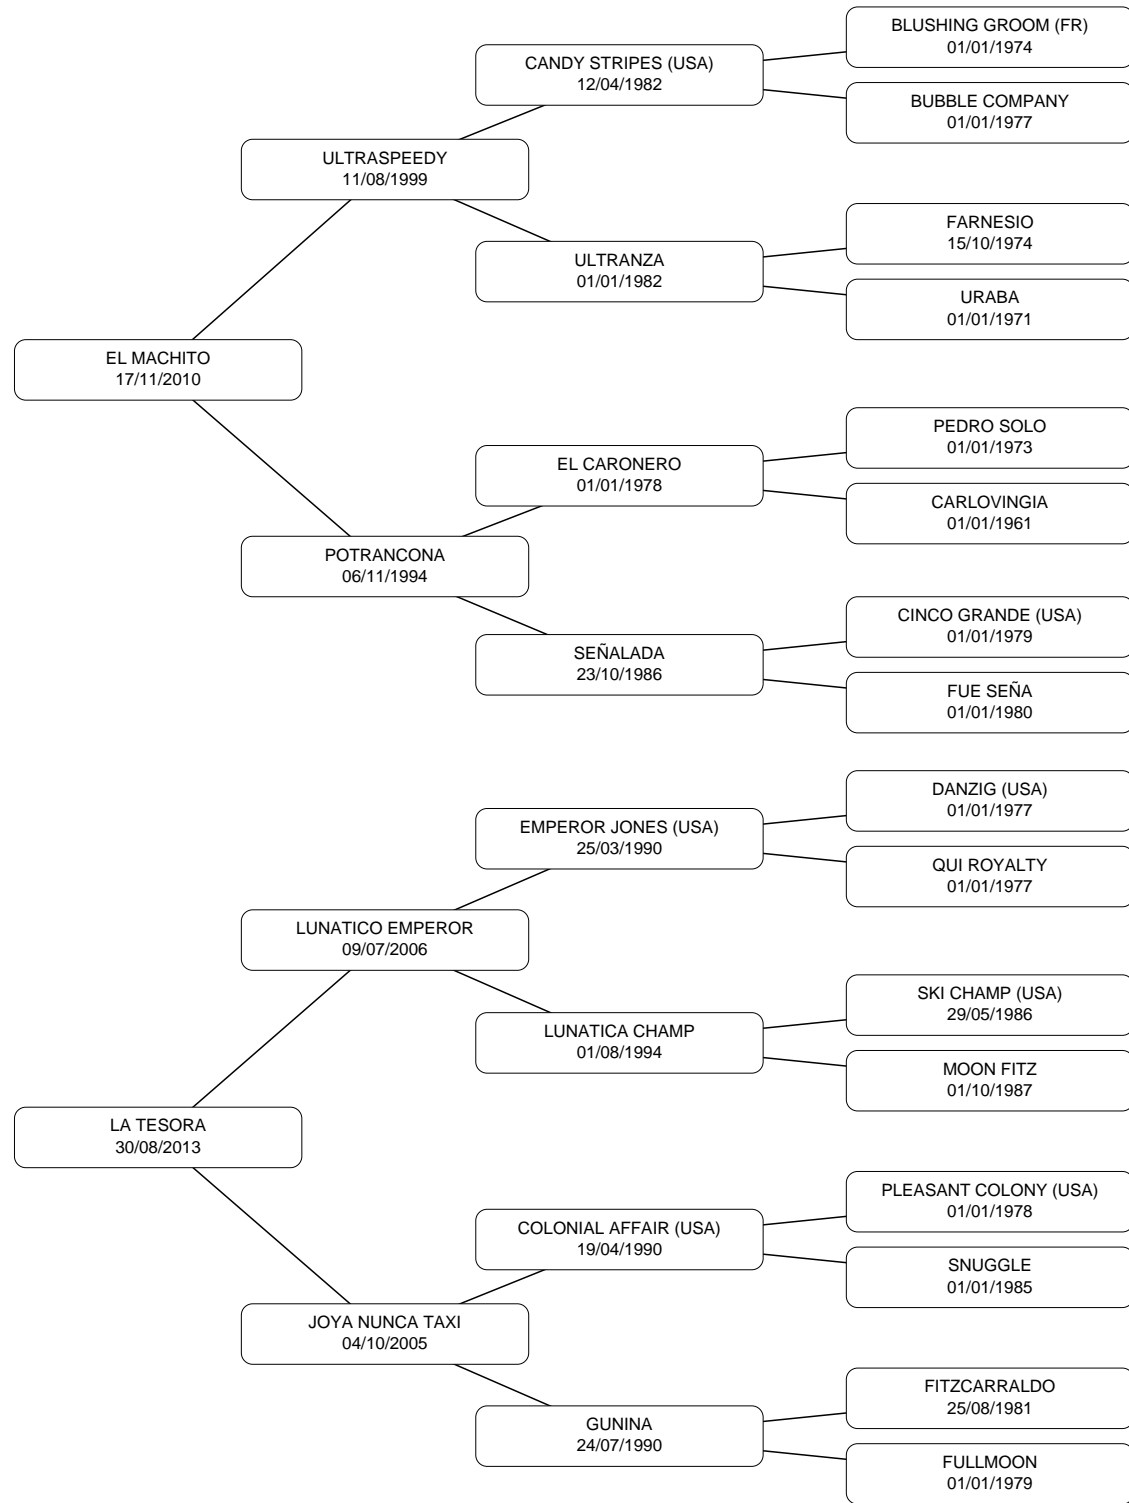 BLUSHING GROOM (FR)
01/01/1974
CANDY STRIPES (USA)
12/04/1982
BUBBLE COMPANY
01/01/1977
ULTRASPEEDY
11/08/1999
FARNESIO
15/10/1974
ULTRANZA
01/01/1982
URABA
01/01/1971
EL MACHITO
17/11/2010
PEDRO SOLO
01/01/1973
EL CARONERO
01/01/1978
CARLOVINGIA
01/01/1961
POTRANCONA
06/11/1994
CINCO GRANDE (USA)
01/01/1979
SEÑALADA
23/10/1986
FUE SEÑA
01/01/1980
DANZIG (USA)
01/01/1977
EMPEROR JONES (USA)
25/03/1990
QUI ROYALTY
01/01/1977
LUNATICO EMPEROR
09/07/2006
SKI CHAMP (USA)
29/05/1986
LUNATICA CHAMP
01/08/1994
MOON FITZ
01/10/1987
LA TESORA
30/08/2013
PLEASANT COLONY (USA)
01/01/1978
COLONIAL AFFAIR (USA)
19/04/1990
SNUGGLE
01/01/1985
JOYA NUNCA TAXI
04/10/2005
FITZCARRALDO
25/08/1981
GUNINA
24/07/1990
FULLMOON
01/01/1979